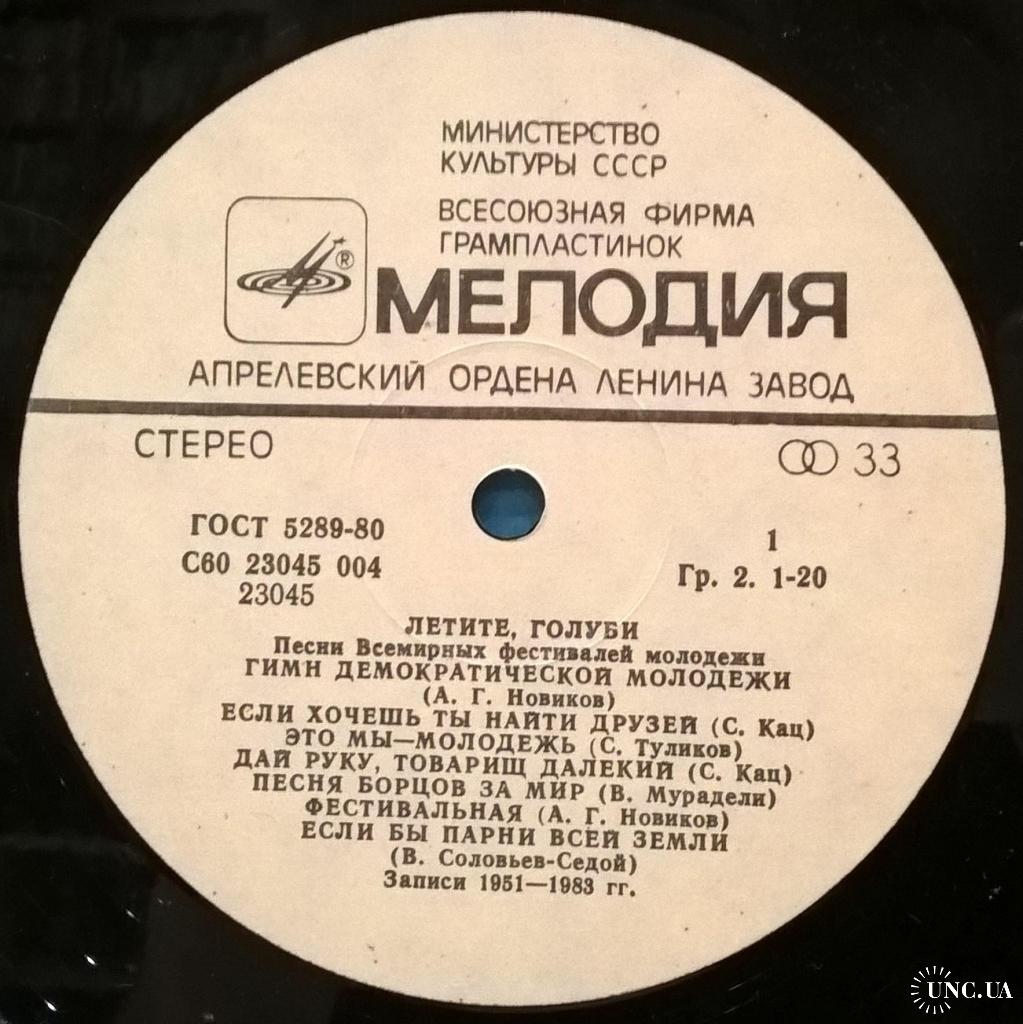 МИНИСТЕРСТВО
КУЛЬТУРЫ СССР
ВСЕСОЮЗНАЯ ФИРМА
ГРАМПЛАСТИНОК
®
МЕЛОДИЯ
АПРЕЛЕВСКИЙ ОРДЕНА ЛЕНИНА ЗАВОД
СТЕРЕО
33
ГОСТ 5289-80
С60 23045 004
23045
1
Гр. 2. 1-20
ЛЕТИТЕ, ГОЛУБИ
Песни Всемирных фестивалей молодежи
ГИМН ДЕМОКРАТИЧЕСКОЙ МОЛОДЕЖИ
(А. Г. Новиков)
ЕСЛИ ХОЧЕШЬ ТЫ НАЙТИ ДРУЗЕЙ (С. Кац)
ЭТО МЫ—МОЛОДЕЖЬ (С. Туликов)
ДАЙ РУКУ, ТОВАРИЩ ДАЛЕКИЙ (С. Кац)
ПЕСНЯ БОРЦОВ ЗА МИР (В. Мурадели)
ФЕСТИВАЛЬНАЯ (А. Г. Новиков)
ЕСЛИ БЫ ПАРНИ ВСЕЙ ЗЕМЛИ
(В. Соловьев-Седой)
Записи 1951—1983 гг.
UNC.UA